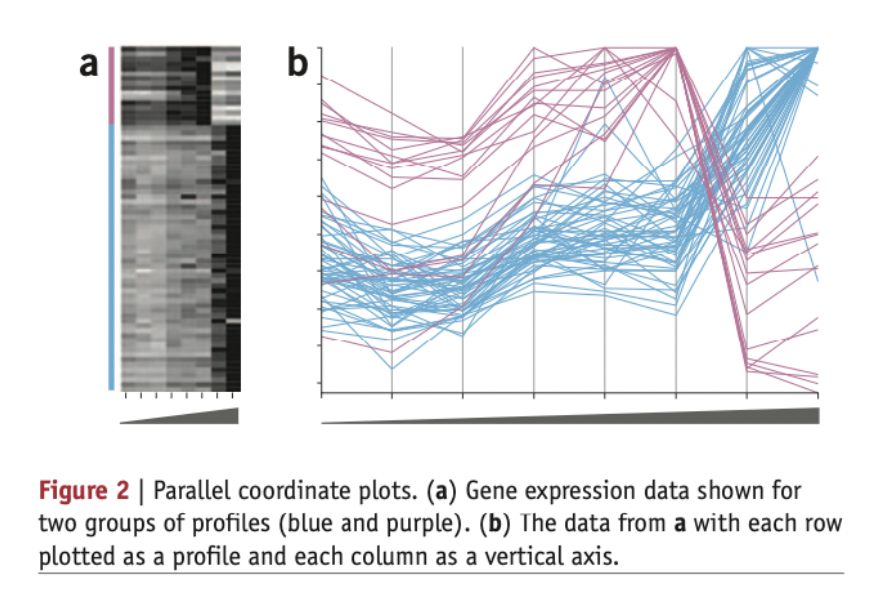 a
b
Figure 2 | Parallel coordinate plots. (a) Gene expression data shown for
two groups of profiles (blue and purple). (b) The data from a with each row
plotted as a profile and each column as a vertical axis.